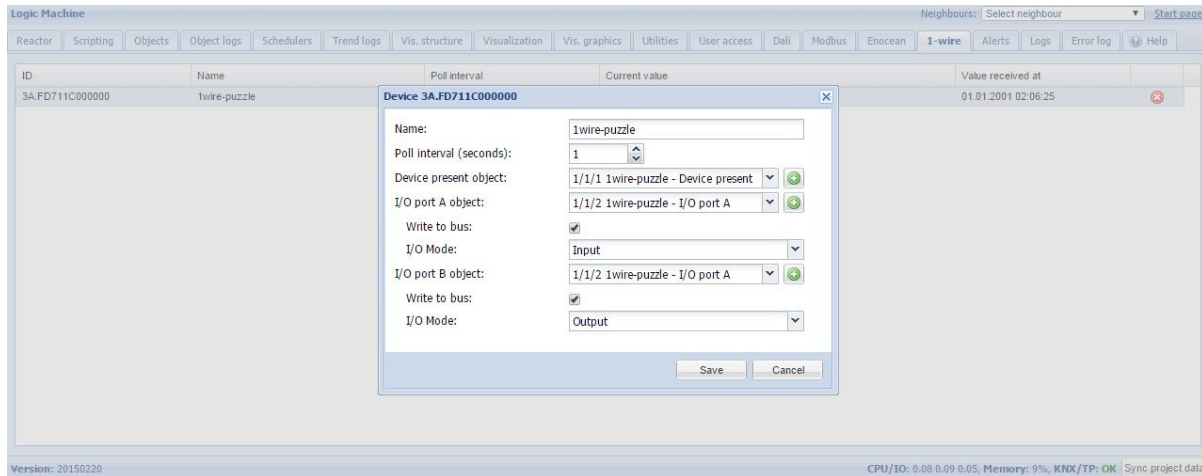 Logic Machine Neighbours: Select neighbour Start page
Reactor Scripting Objects Object logs Schedulers Trend logs Vis. structure Visualization Vis. graphics Utilities User access Dali Modbus Enocean 1-wire Alerts Logs Error log Help
ID Name Poll interval Current value Value received at
3A.FD711C000000 1wire-puzzle 01.01.2001 02:06:25
Device 3A.FD711C000000
Name: 1wire-puzzle
Poll interval (seconds): 1
Device present object: 1/1/1 1wire-puzzle - Device present
I/O port A object: 1/1/2 1wire-puzzle - I/O port A
Write to bus:
I/O Mode: Input
I/O port B object: 1/1/2 1wire-puzzle - I/O port A
Write to bus:
I/O Mode: Output
Save Cancel
Version: 20150220 CPU/IO: 0.08 0.09 0.05, Memory: 9%, KNX/TP: OK Sync project dat